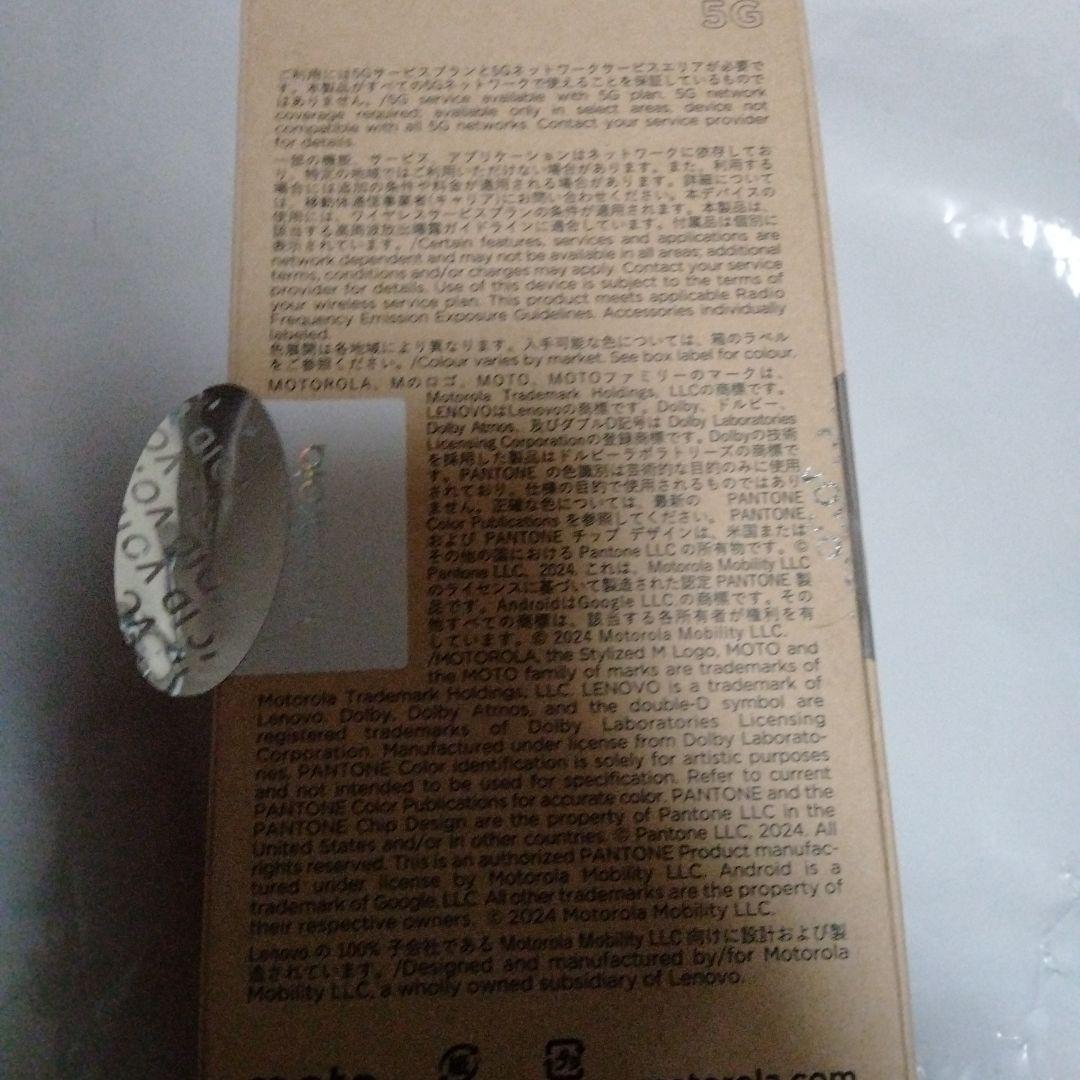 5G
ご利用には5Gサービスプランと5Gネットワークサービスエリアが必要で
す。本製品がすべての5Gネットワークで使えることを保証しているもので
はありません。/5G service available with 5G plan. 5G network
coverage required; available only in select areas; device not
compatible with all 5G networks. Contact your service provider
for details.
一部の機能、サービス、アプリケーションはネットワークに依存してお
り、特定の地域ではご利用いただけない場合があります。また、利用する
場合には追加の条件や料金が適用される場合があります。詳細について
は、移動体通信事業者(キャリア)にお問い合わせください。本デバイスの
使用には、ワイヤレスサービスプランの条件が適用されます。本製品は、
該当する高周波放出曝露ガイドラインに適合しています。付属品は個別に
表示されています。/Certain features, services and applications are
network dependent and may not be available in all areas; additional
terms, conditions and/or charges may apply. Contact your service
provider for details. Use of this device is subject to the terms of
your wireless service plan. This product meets applicable Radio
Frequency Emission Exposure Guidelines. Accessories individually
labeled.
色展開は各地域により異なります。入手可能な色については、箱のラベル
をご参照ください。/Colour varies by market. See box label for colour.
MOTOROLA、Mのロゴ、MOTO、MOTOファミリーのマークは、
Motorola Trademark Holdings, LLCの商標です。
LENOVOはLenovoの商標です。Dolby、ドルビー、
Dolby Atmos、及びダブルD記号は Dolby Laboratories
Licensing Corporationの登録商標です。Dolbyの技術
を採用した製品はドルビーラボラトリーズの商標で
す。PANTONE の色識別は芸術的な目的のみに使用
されており、仕様の目的で使用されるものではあり
ません。正確な色については、最新の PANTONE
Color Publications を参照してください。PANTONE
および PANTONE チップ デザインは、米国または
その他の国における Pantone LLC の所有物です。©
Pantone LLC, 2024. これは、Motorola Mobility LLC
のライセンスに基づいて製造された認定 PANTONE 製
品です。AndroidはGoogle LLC の商標です。その
他すべての商標は、該当する各所有者が権利を有
しています。© 2024 Motorola Mobility LLC.
/MOTOROLA, the Stylized M Logo, MOTO and
the MOTO family of marks are trademarks of
Motorola Trademark Holdings, LLC. LENOVO is a trademark of
Lenovo. Dolby, Dolby Atmos, and the double-D symbol are
registered trademarks of Dolby Laboratories Licensing
Corporation. Manufactured under license from Dolby Laborato-
ries. PANTONE Color identification is solely for artistic purposes
and not intended to be used for specification. Refer to current
PANTONE Color Publications for accurate color. PANTONE and the
PANTONE Chip Design are the property of Pantone LLC in the
United States and/or in other countries. © Pantone LLC, 2024. All
rights reserved. This is an authorized PANTONE Product manufac-
tured under license by Motorola Mobility LLC. Android is a
trademark of Google, LLC. All other trademarks are the property of
their respective owners. © 2024 Motorola Mobility LLC.
Lenovo の 100% 子会社である Motorola Mobility LLC 向けに設計および製
造されています。/Designed and manufactured by/for Motorola
Mobility LLC, a wholly owned subsidiary of Lenovo.
motorola.com